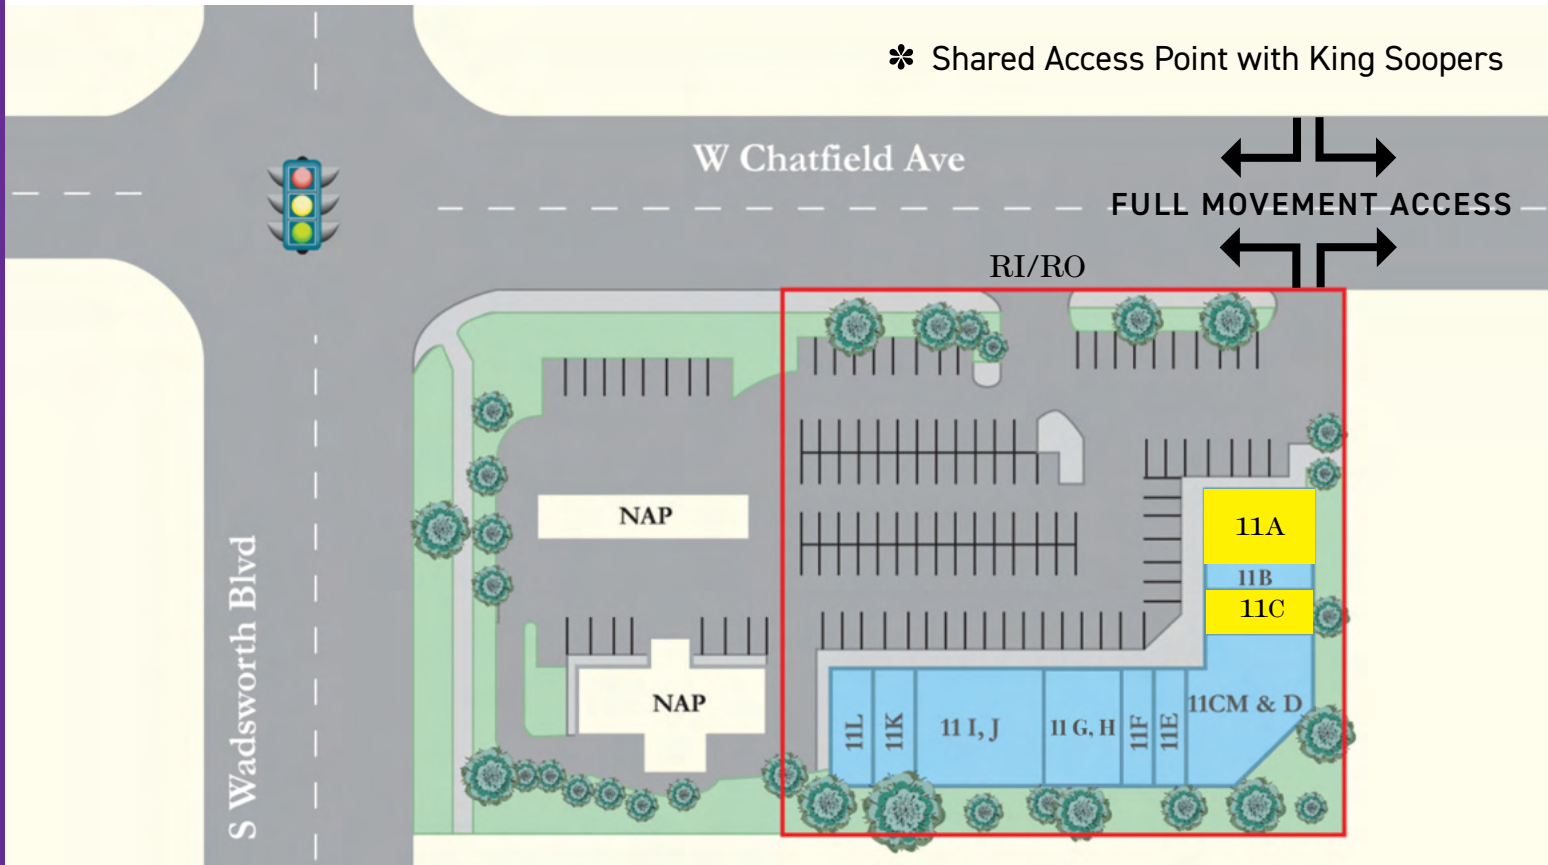 ✽ Shared Access Point with King Soopers
W Chatfield Ave
FULL MOVEMENT ACCESS
RI/RO
NAP
11A
11B
11C
S Wadsworth Blvd
NAP
11L
11K
11 I, J
11 G, H
11F
11E
11CM & D